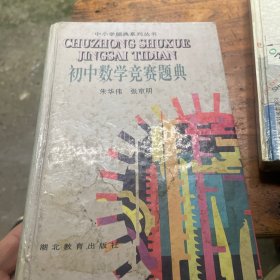 中小学题典系列丛书
CHUZHONG SHUXUE
JINGSAI TIDIAN
初中数学竞赛题典
朱华伟 张京明
湖北教育出版社